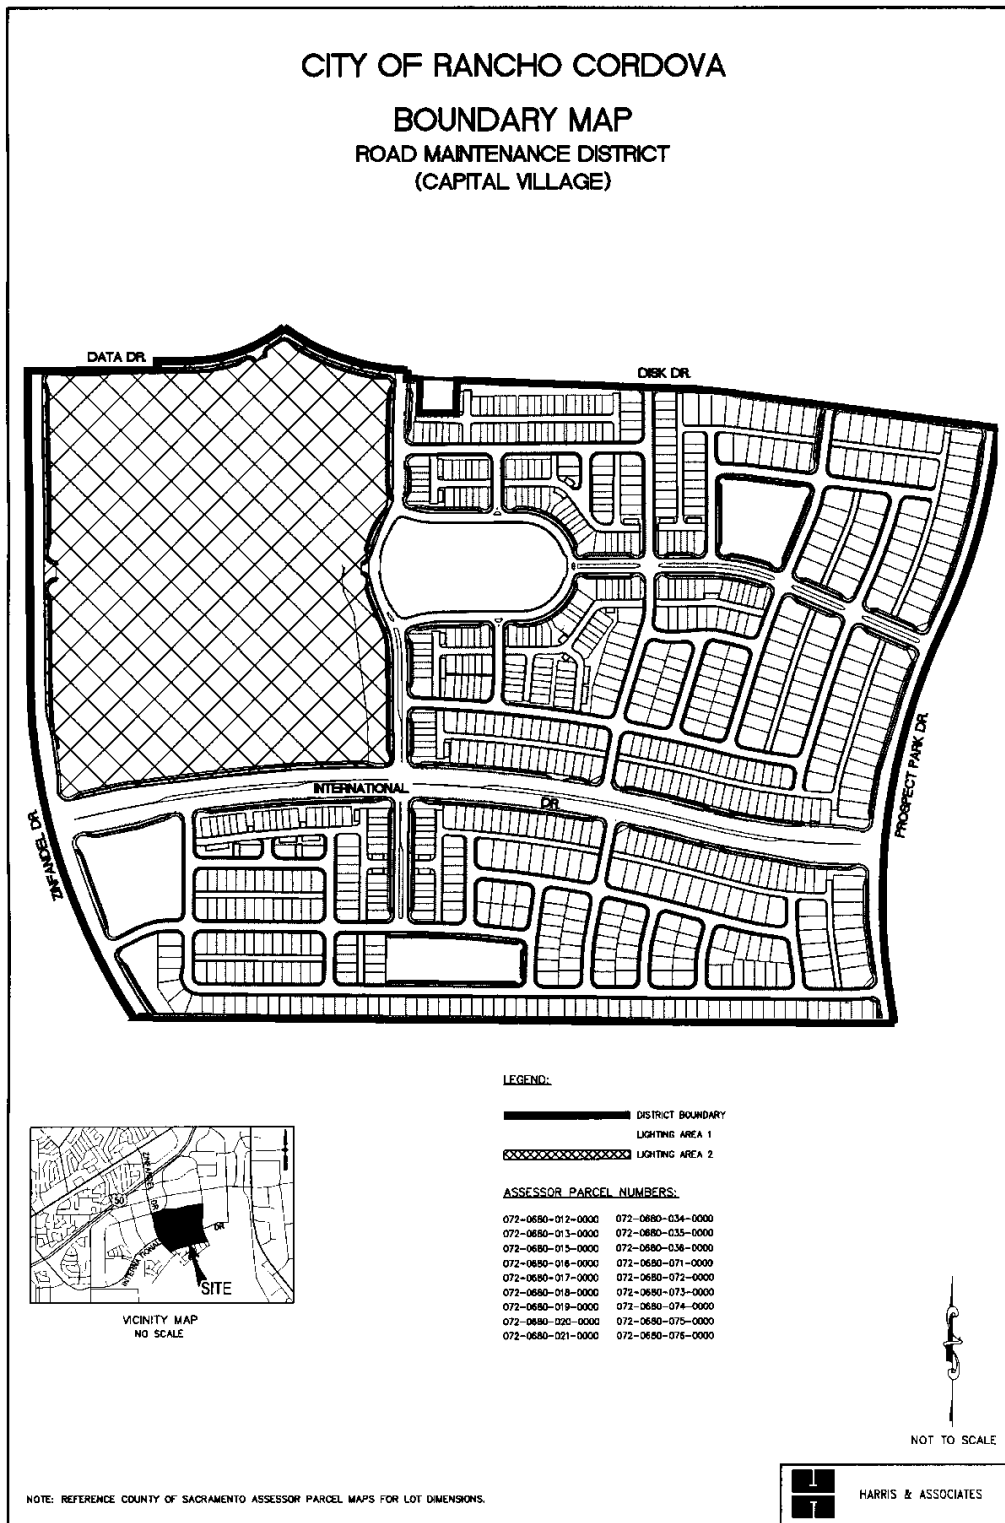 CITY OF RANCHO CORDOVA
BOUNDARY MAP
ROAD MAINTENANCE DISTRICT
(CAPITAL VILLAGE)
DATA DR.
DISK DR.
INTERNATIONAL
DR.
ZINFANDEL DR.
PROSPECT PARK DR.
LEGEND:
DISTRICT BOUNDARY
LIGHTING AREA 1
LIGHTING AREA 2
ASSESSOR PARCEL NUMBERS:
072-0680-012-0000 072-0680-034-0000
072-0680-013-0000 072-0680-035-0000
072-0680-015-0000 072-0680-036-0000
072-0680-016-0000 072-0680-071-0000
072-0680-017-0000 072-0680-072-0000
072-0680-018-0000 072-0680-073-0000
072-0680-019-0000 072-0680-074-0000
072-0680-020-0000 072-0680-075-0000
072-0680-021-0000 072-0680-076-0000
ZINFANDEL
DR.
50
INTERNATIONAL
DR.
SITE
VICINITY MAP
NO SCALE
NOT TO SCALE
NOTE: REFERENCE COUNTY OF SACRAMENTO ASSESSOR PARCEL MAPS FOR LOT DIMENSIONS.
HARRIS & ASSOCIATES